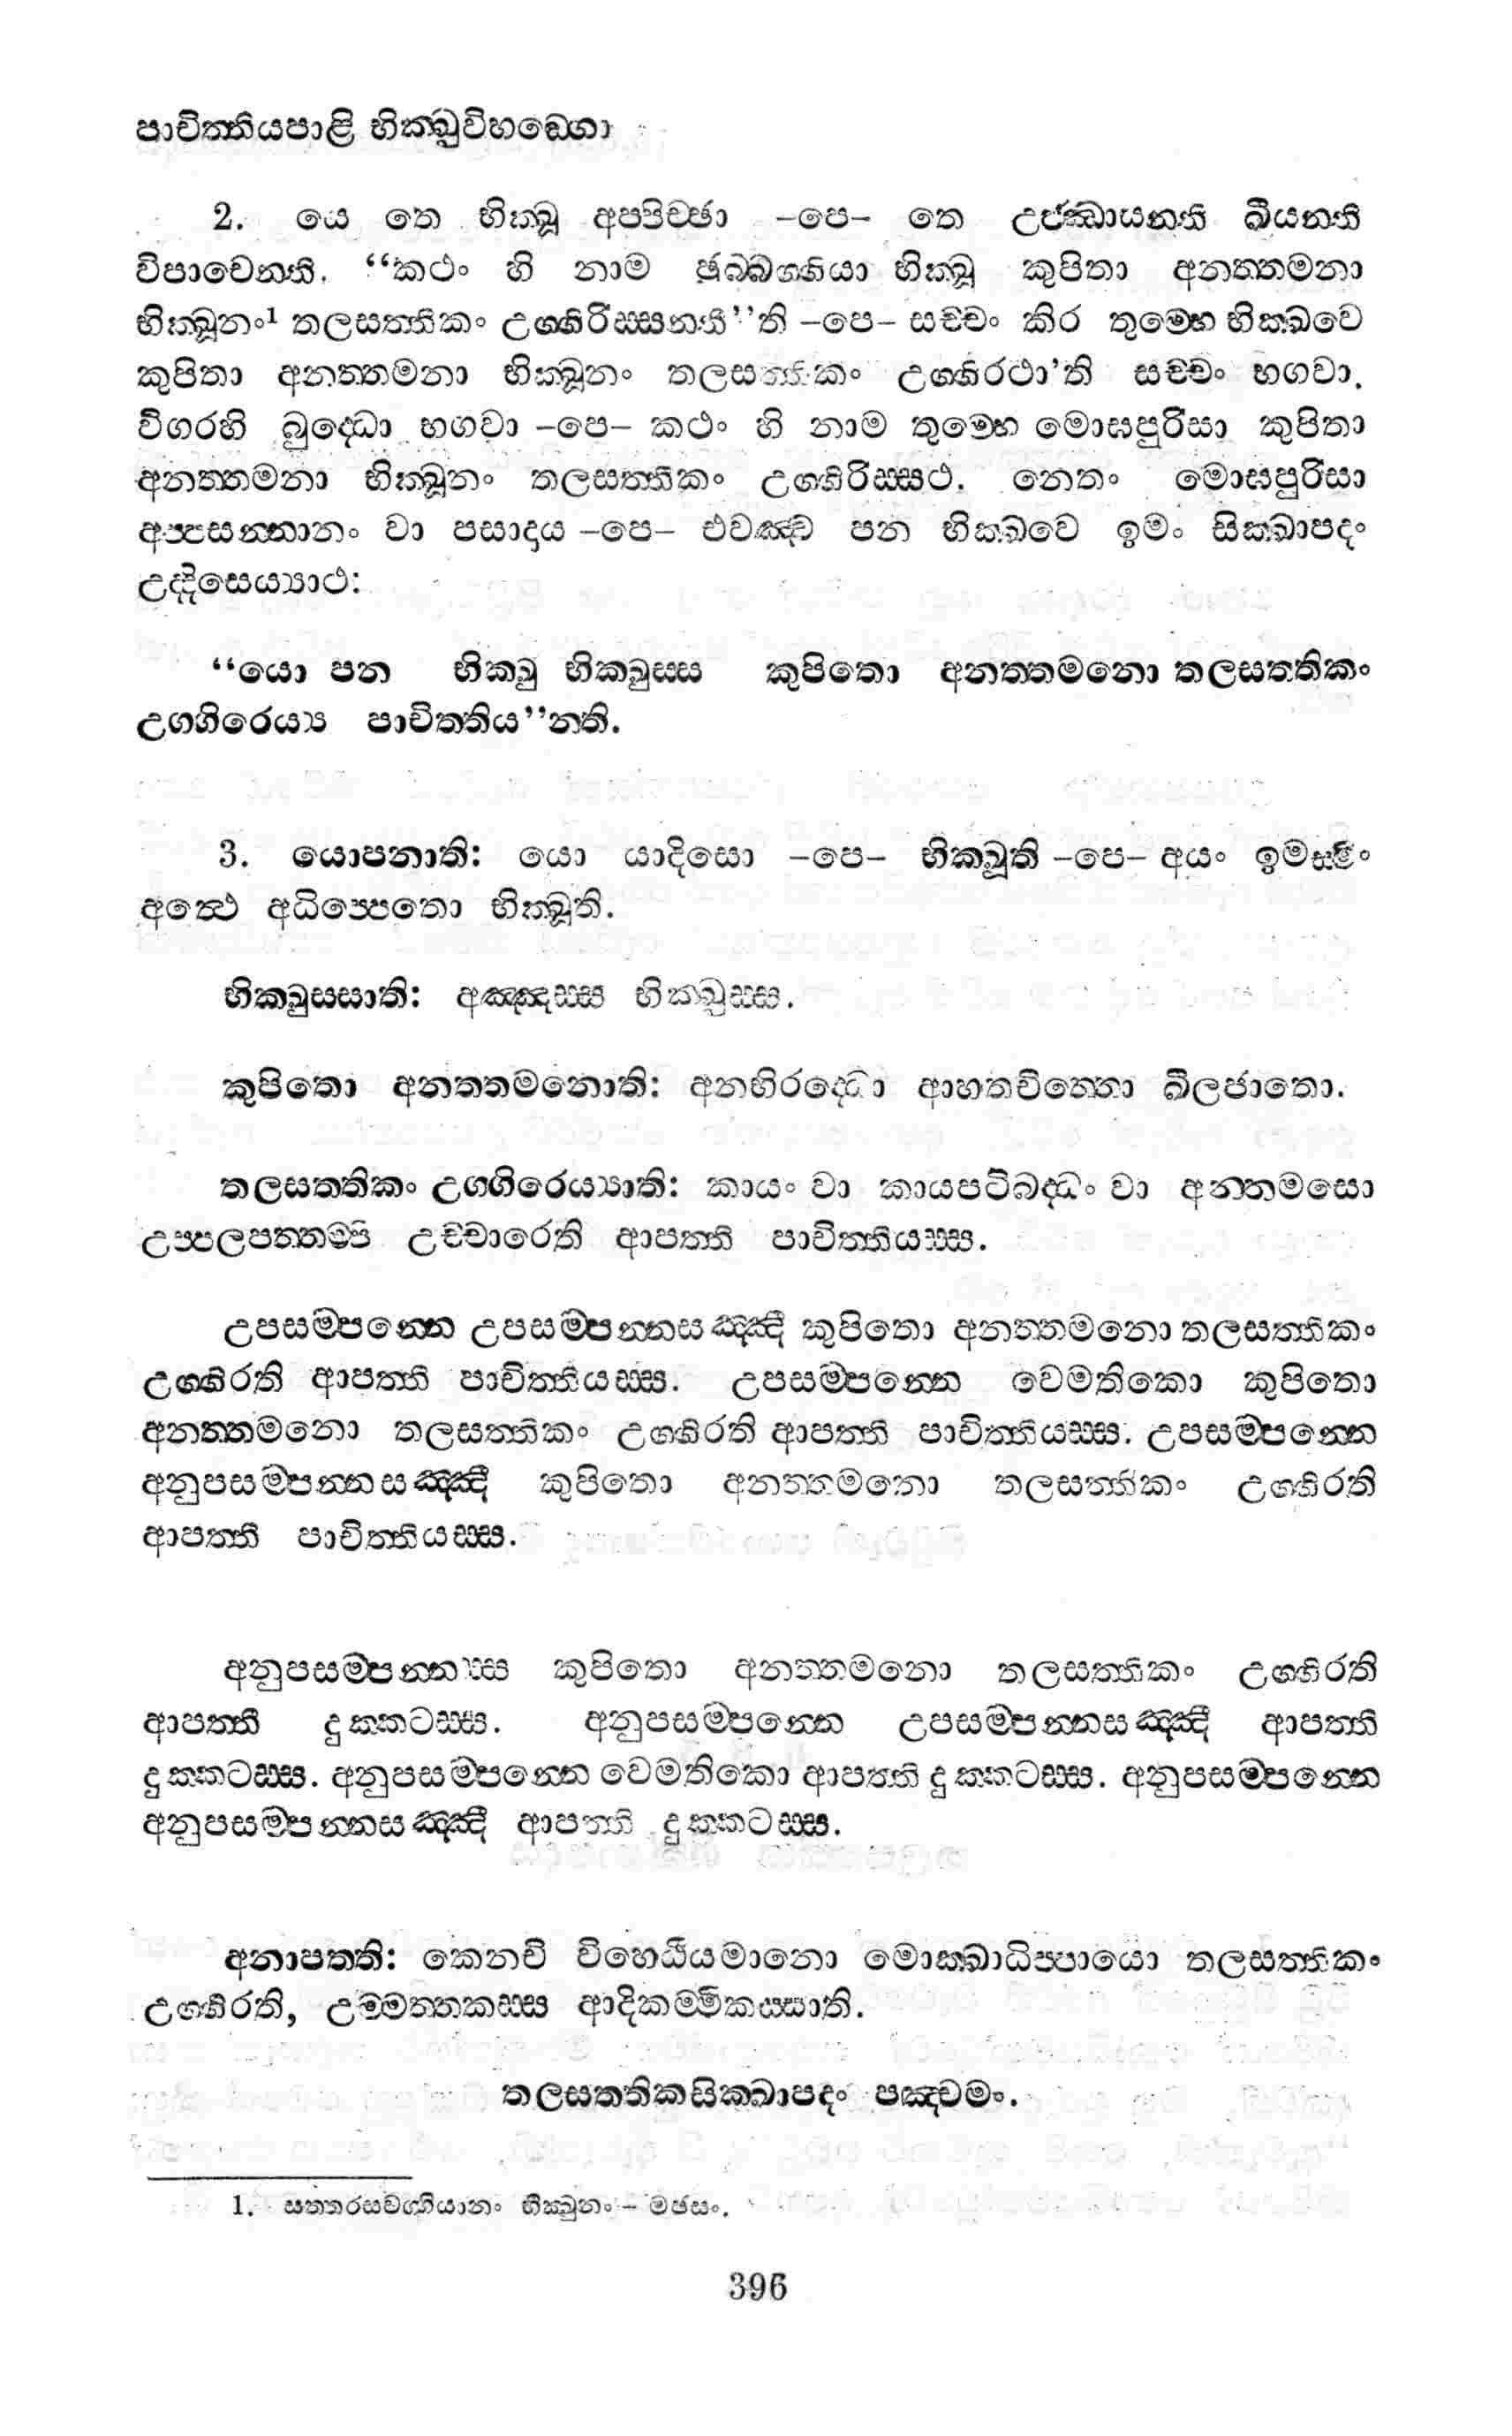 පාචිත්තියපාළි භික්ඛුවිභඞ්ගො
2. යෙ තෙ භික්ඛූ අප්පිච්ඡා –පෙ– තෙ උජ්ඣායන්ති ඛීයන්ති
විපාචෙන්ති. “කථං හි නාම ඡබ්බග්ගියා භික්ඛූ කුපිතා අනත්තමනා
භික්ඛූනං¹ තලසත්තිකං උග්ගිරිස්සන්තී”ති –පෙ– සච්චං කිර තුම්හෙ භික්ඛවෙ
කුපිතා අනත්තමනා භික්ඛූනං තලසත්තිකං උග්ගිරථා’ති සච්චං භගවා.
විගරහි බුද්ධො භගවා –පෙ– කථං හි නාම තුම්හෙ මොඝපුරිසා කුපිතා
අනත්තමනා භික්ඛූනං තලසත්තිකං උග්ගිරිස්සථ. නෙතං මොඝපුරිසා
අප්පසන්නානං වා පසාදාය –පෙ– එවඤ්ච පන භික්ඛවෙ ඉමං සික්ඛාපදං
උද්දිසෙය්‍යාථ:
“යො පන භික්ඛු භික්ඛුස්ස කුපිතො අනත්තමනො තලසත්තිකං
උග්ගිරෙය්‍ය පාචිත්තිය”න්ති.
3. යොපනාති: යො යාදිසො –පෙ– භික්ඛූති –පෙ– අයං ඉමස්මිං
අත්ථෙ අධිප්පෙතො භික්ඛූති.
භික්ඛුස්සාති: අඤ්ඤස්ස භික්ඛුස්ස.
කුපිතො අනත්තමනොති: අනභිරද්ධො ආහතචිත්තො ඛීලජාතො.
තලසත්තිකං උග්ගිරෙය්‍යාති: කායං වා කායපටිබද්ධං වා අන්තමසො
උප්පලපත්තම්පි උච්චාරෙති ආපත්ති පාචිත්තියස්ස.
උපසම්පන්නෙ උපසම්පන්නසඤ්ඤී කුපිතො අනත්තමනො තලසත්තිකං
උග්ගිරති ආපත්ති පාචිත්තියස්ස. උපසම්පන්නෙ වෙමතිකො කුපිතො
අනත්තමනො තලසත්තිකං උග්ගිරති ආපත්ති පාචිත්තියස්ස. උපසම්පන්නෙ
අනුපසම්පන්නසඤ්ඤී කුපිතො අනත්තමනො තලසත්තිකං උග්ගිරති
ආපත්ති පාචිත්තියස්ස.
අනුපසම්පන්නස්ස කුපිතො අනත්තමනො තලසත්තිකං උග්ගිරති
ආපත්ති දුක්කටස්ස. අනුපසම්පන්නෙ උපසම්පන්නසඤ්ඤී ආපත්ති
දුක්කටස්ස. අනුපසම්පන්නෙ වෙමතිකො ආපත්ති දුක්කටස්ස. අනුපසම්පන්නෙ
අනුපසම්පන්නසඤ්ඤී ආපත්ති දුක්කටස්ස.
අනාපත්ති: කෙනචි විහෙඨියමානො මොක්ඛාධිප්පායො තලසත්තිකං
උග්ගිරති, උම්මත්තකස්ස ආදිකම්මිකස්සාති.
තලසත්තිකසික්ඛාපදං පඤ්චමං.
1. සත්තරසවග්ගියානං භික්ඛුනං – මඡසං.
396